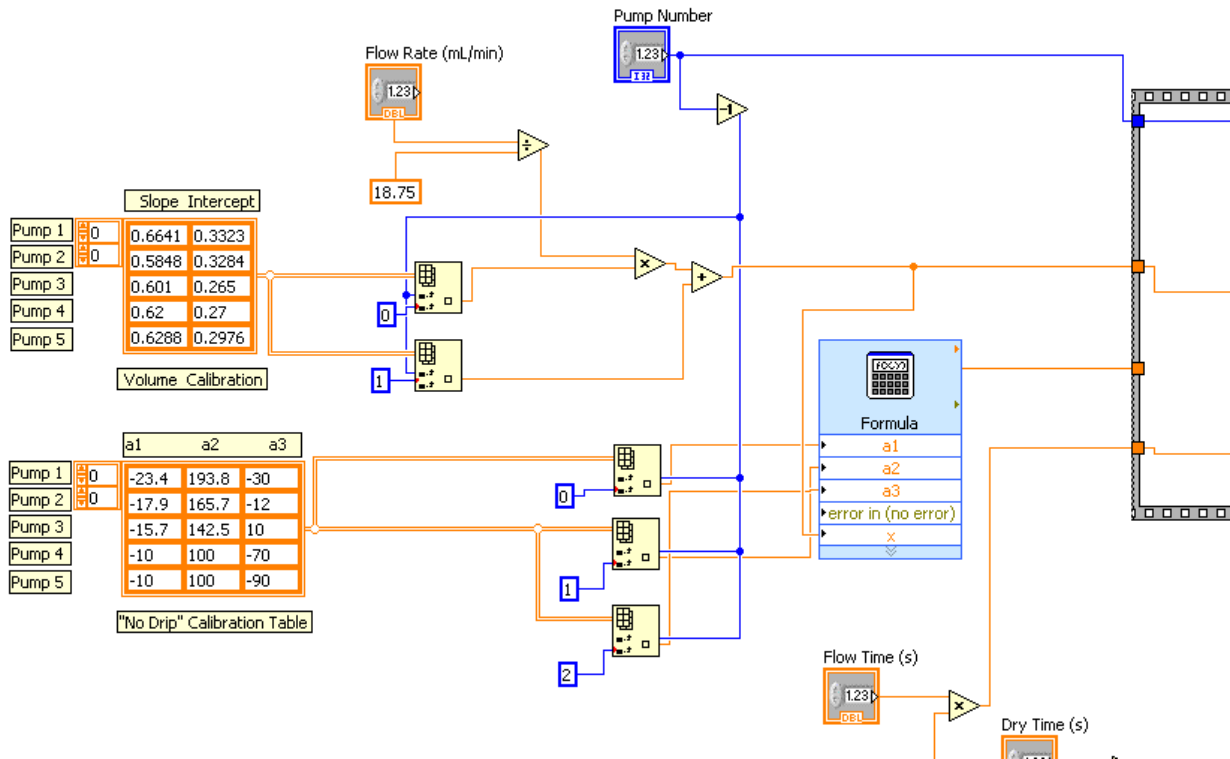 Pump Number
1.23
I32
Flow Rate (mL/min)
1.23
DBL
-1
÷
18.75
Slope Intercept
Pump 1 0 0.6641 0.3323
Pump 2 0 0.5848 0.3284
Pump 3 0.601 0.265
Pump 4 0.62 0.27
Pump 5 0.6288 0.2976
×
+
0
1
Volume Calibration
Formula
a1
a2
a3
error in (no error)
x
a1 a2 a3
Pump 1 0 -23.4 193.8 -30
Pump 2 0 -17.9 165.7 -12
Pump 3 -15.7 142.5 10
Pump 4 -10 100 -70
Pump 5 -10 100 -90
"No Drip" Calibration Table
0
1
2
Flow Time (s)
1.23
DBL
×
Dry Time (s)